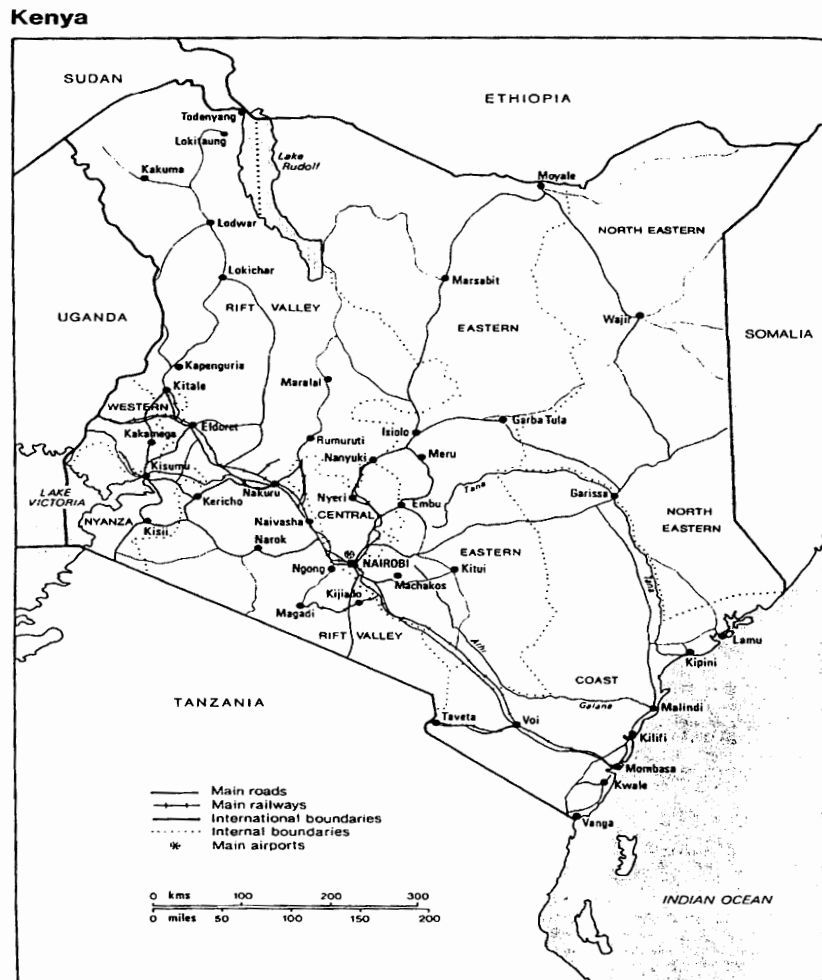 Kenya
SUDAN
ETHIOPIA
Todenyang
Lokitaung
Lake
Rudolf
Kakuma
Moyale
Lodwar
NORTH EASTERN
Lokichar
Marsabit
RIFT VALLEY
UGANDA
EASTERN
Wajir
SOMALIA
Kapenguria
Maralal
Kitale
WESTERN
Eldoret
Garba Tula
Kakamega
Rumuruti
Isiolo
Nanyuki
Meru
Kisumu
LAKE
VICTORIA
Nakuru
Tana
Garissa
Kericho
Nyeri
Embu
NYANZA
CENTRAL
NORTH
EASTERN
Kisii
Naivasha
Narok
EASTERN
Ngong
NAIROBI
Kitui
Machakos
Tana
Magadi
Kijiado
RIFT VALLEY
Athi
Lamu
Kipini
COAST
TANZANIA
Galana
Malindi
Taveta
Voi
Kilifi
Mombasa
Kwale
Vanga
Main roads
Main railways
International boundaries
Internal boundaries
Main airports
0 kms 100 200 300
0 miles 50 100 150 200
INDIAN OCEAN